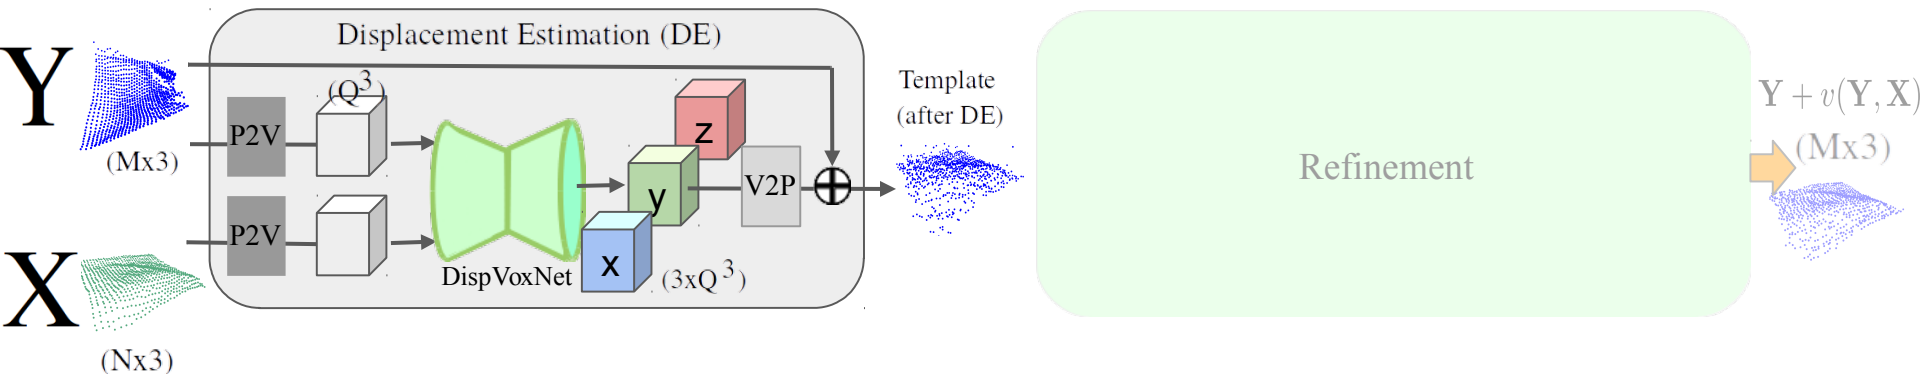 Displacement Estimation (DE)
Y
(Mx3)
P2V
(Q³)
P2V
X
(Nx3)
DispVoxNet
z
y
x
(3xQ³)
V2P
Template
(after DE)
Refinement
Y + v(Y, X)
(Mx3)